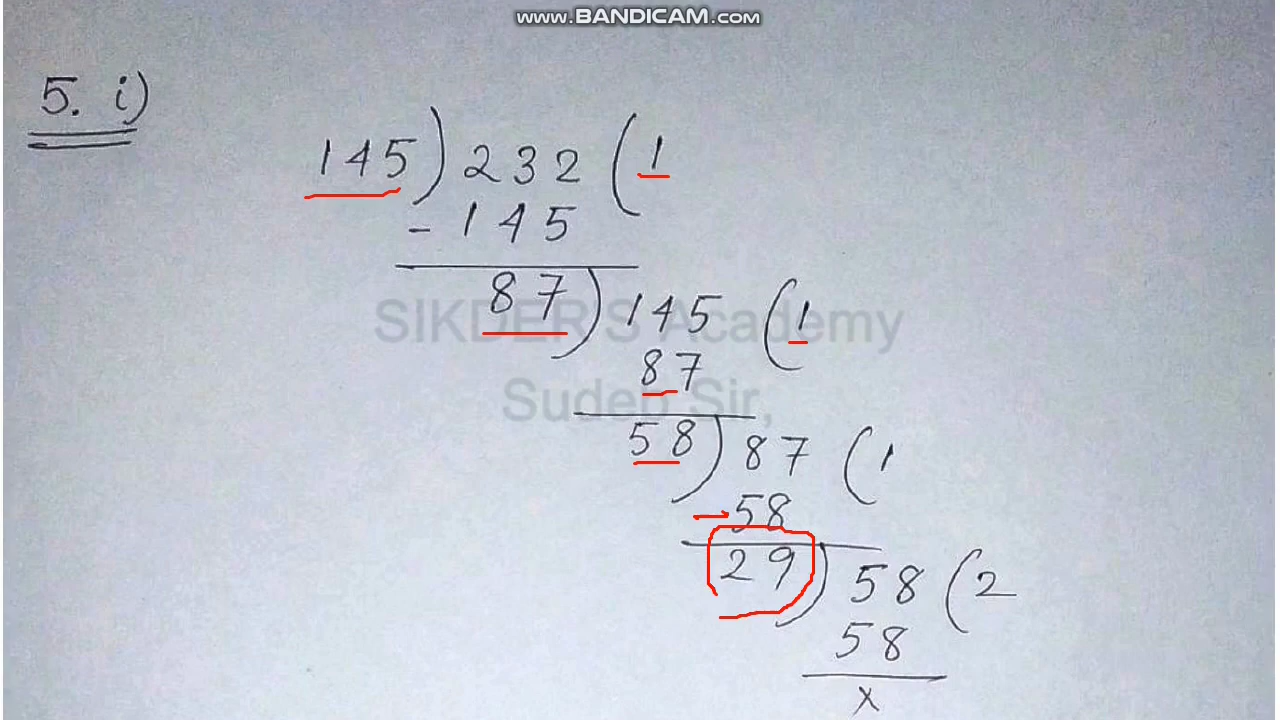 WWW.BANDICAM.COM
5. i)
145) 232 (1
- 145
87) 145 (1
SIKDER'S Academy
87
Sudeb Sir,
58) 87 (1
- 58
29) 58 (2
58
x